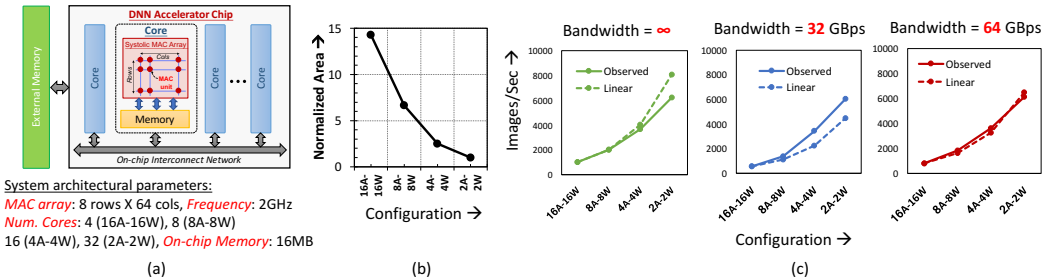 DNN Accelerator Chip
Core
Systolic MAC Array
Cols
Rows
MAC
unit
Memory
External Memory
Core
Core
Core
On-chip Interconnect Network
System architectural parameters:
MAC array: 8 rows X 64 cols, Frequency: 2GHz
Num. Cores: 4 (16A-16W), 8 (8A-8W)
16 (4A-4W), 32 (2A-2W), On-chip Memory: 16MB
(a)
Normalized Area →
15
10
5
0
16A-
16W
8A-
8W
4A-
4W
2A-
2W
Configuration →
(b)
Bandwidth = ∞
Images/Sec →
10000
8000
6000
4000
2000
0
Observed
Linear
16A-16W
8A-8W
4A-4W
2A-2W
Bandwidth = 32 GBps
10000
8000
6000
4000
2000
0
Observed
Linear
16A-16W
8A-8W
4A-4W
2A-2W
Bandwidth = 64 GBps
10000
8000
6000
4000
2000
0
Observed
Linear
16A-16W
8A-8W
4A-4W
2A-2W
Configuration →
(c)